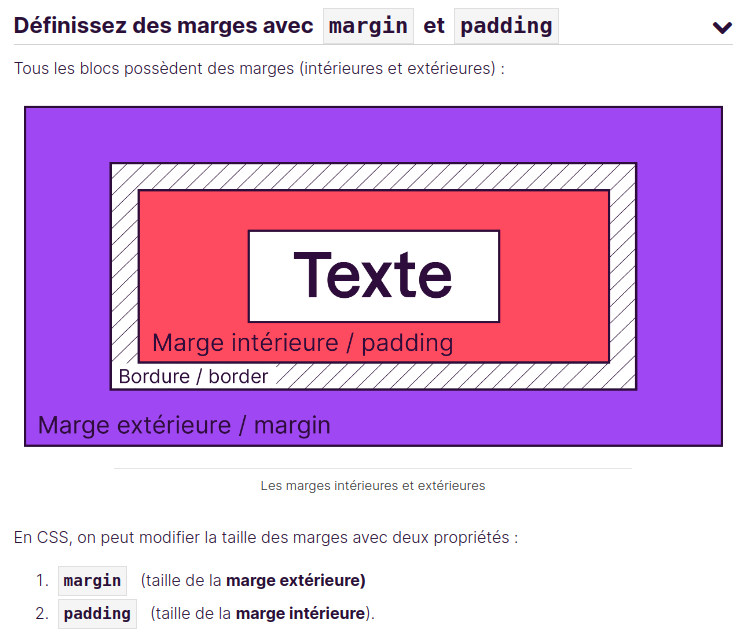 Définissez des marges avec margin et padding
Tous les blocs possèdent des marges (intérieures et extérieures) :
Texte
Marge intérieure / padding
Bordure / border
Marge extérieure / margin
Les marges intérieures et extérieures
En CSS, on peut modifier la taille des marges avec deux propriétés :
1. margin (taille de la marge extérieure)
2. padding (taille de la marge intérieure).